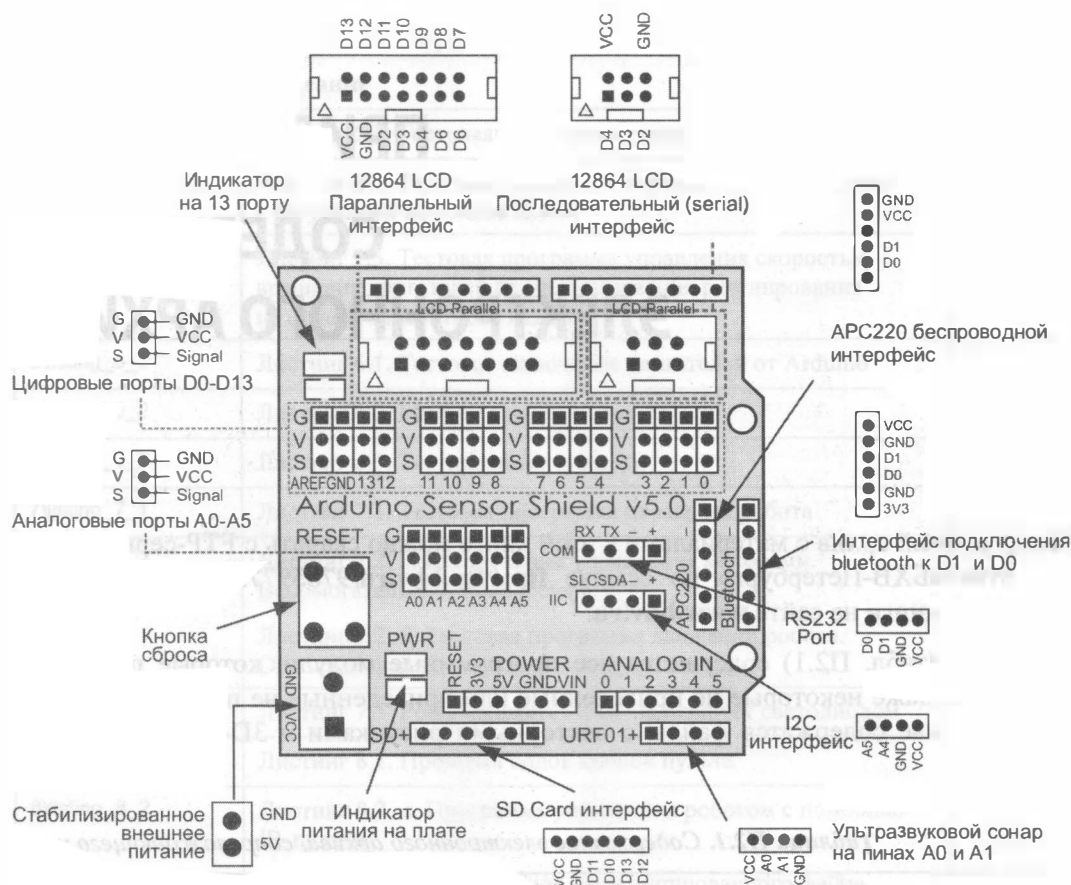 D13
D12
D11
D10
D9
D8
D7
VCC
GND
VCC
GND
D2
D3
D4
D6
D6
D4
D3
D2
Индикатор
на 13 порту
12864 LCD
Параллельный
интерфейс
12864 LCD
Последовательный (serial)
интерфейс
GND
VCC
D1
D0
LCD-Parallel
LCD-Parallel
APC220 беспроводной
интерфейс
G GND
V VCC
S Signal
Цифровые порты D0-D13
G
V
S
G
V
S
G
V
S
G
V
S
AREF GND 13 12
11 10 9 8
7 6 5 4
3 2 1 0
VCC
GND
D1
D0
GND
3V3
G GND
V VCC
S Signal
Аналоговые порты A0-A5
Arduino Sensor Shield v5.0
RESET
G
V
S
A0 A1 A2 A3 A4 A5
RX TX – +
COM
SLCSDA – +
IIC
APC220
Bluetooch
Интерфейс подключения
bluetooth к D1 и D0
RS232
Port
D0
D1
GND
VCC
Кнопка
сброса
PWR
RESET
3V3
POWER
5V GNDVIN
ANALOG IN
0 1 2 3 4 5
GND
VCC
SD+
URF01+
I2C
интерфейс
A5
A4
GND
VCC
Стабилизированное
внешнее
питание
GND
5V
Индикатор
питания на плате
SD Card интерфейс
VCC
GND
D11
D10
D13
D12
VCC
A0
A1
GND
Ультразвуковой сонар
на пинах A0 и A1